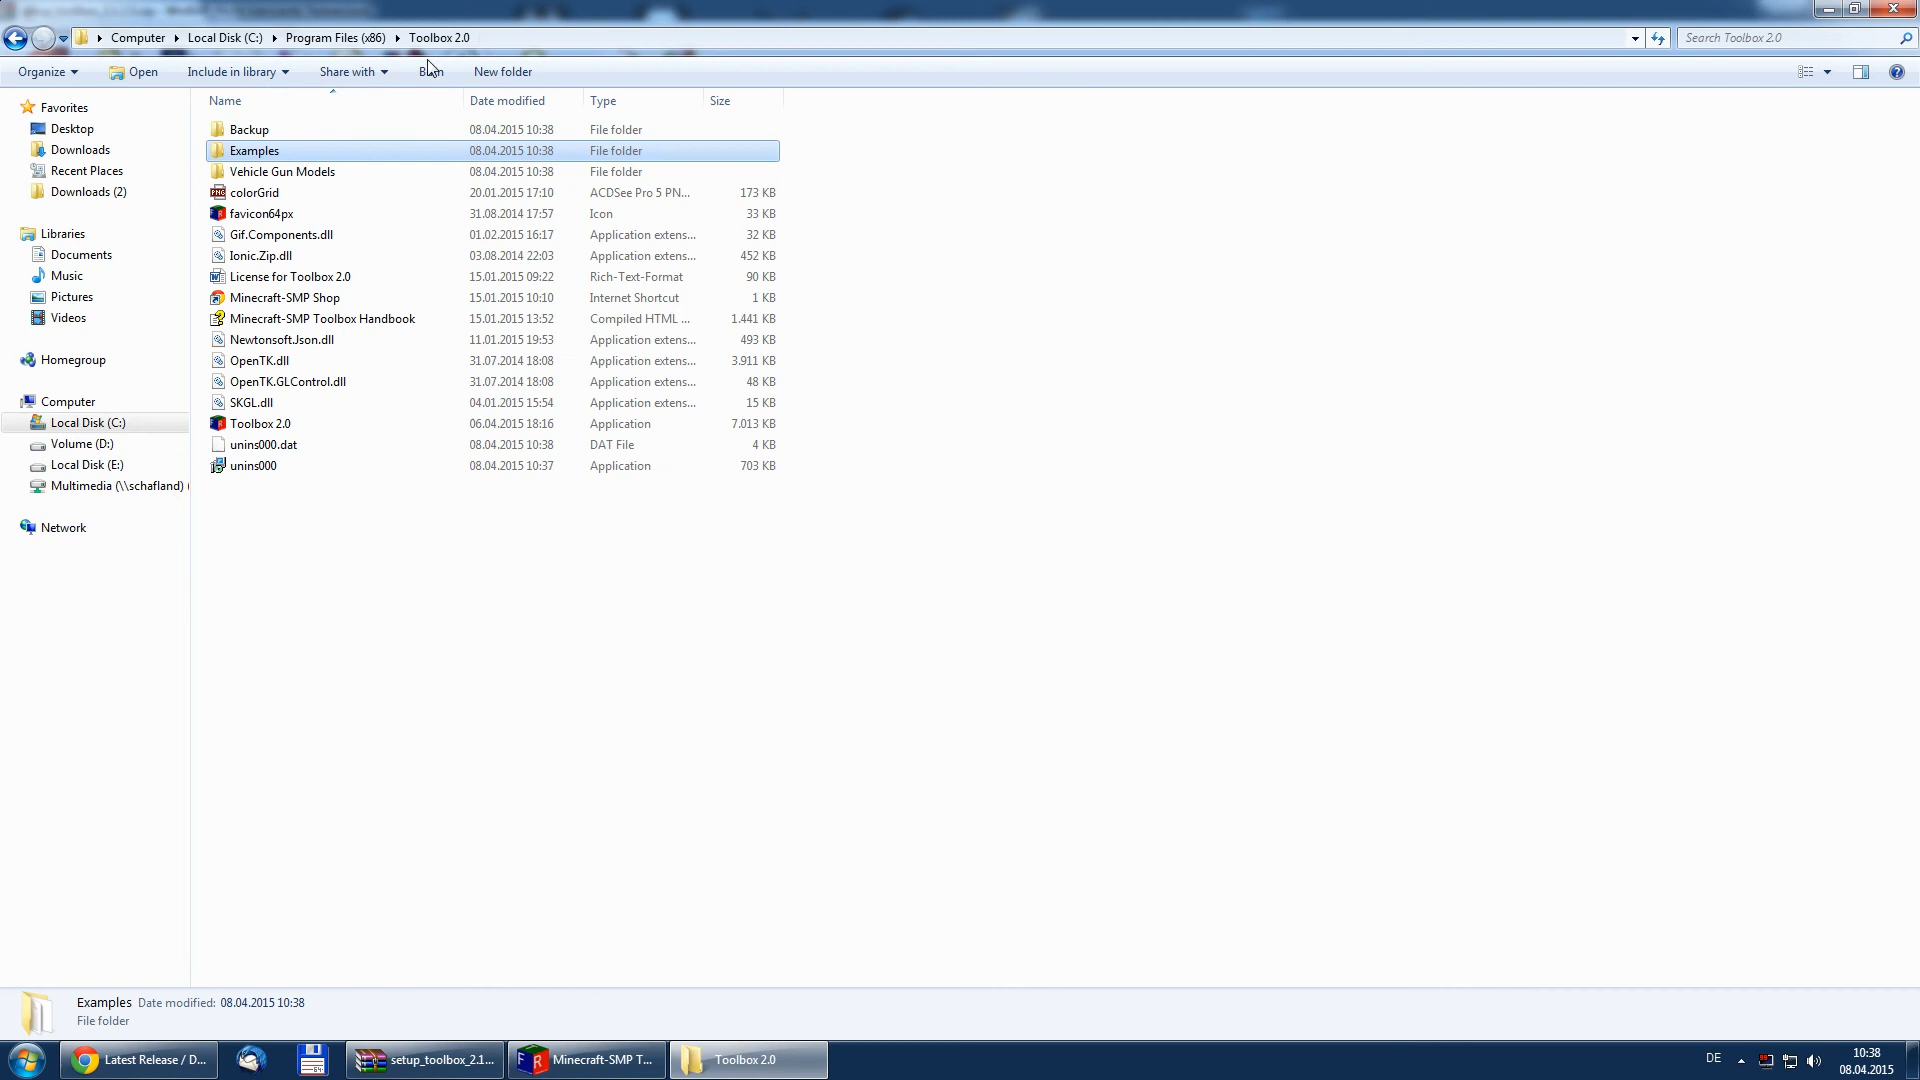 Computer Local Disk (C:) Program Files (x86) Toolbox 2.0
Search Toolbox 2.0
Organize Open Include in library Share with Burn New folder
Name Date modified Type Size
Favorites
Desktop
Downloads
Recent Places
Downloads (2)
Libraries
Documents
Music
Pictures
Videos
Homegroup
Computer
Local Disk (C:)
Volume (D:)
Local Disk (E:)
Multimedia (\\schafland) (
Network
Backup 08.04.2015 10:38 File folder
Examples 08.04.2015 10:38 File folder
Vehicle Gun Models 08.04.2015 10:38 File folder
colorGrid 20.01.2015 17:10 ACDSee Pro 5 PN... 173 KB
favicon64px 31.08.2014 17:57 Icon 33 KB
Gif.Components.dll 01.02.2015 16:17 Application extens... 32 KB
Ionic.Zip.dll 03.08.2014 22:03 Application extens... 452 KB
License for Toolbox 2.0 15.01.2015 09:22 Rich-Text-Format 90 KB
Minecraft-SMP Shop 15.01.2015 10:10 Internet Shortcut 1 KB
Minecraft-SMP Toolbox Handbook 15.01.2015 13:52 Compiled HTML ... 1.441 KB
Newtonsoft.Json.dll 11.01.2015 19:53 Application extens... 493 KB
OpenTK.dll 31.07.2014 18:08 Application extens... 3.911 KB
OpenTK.GLControl.dll 31.07.2014 18:08 Application extens... 48 KB
SKGL.dll 04.01.2015 15:54 Application extens... 15 KB
Toolbox 2.0 06.04.2015 18:16 Application 7.013 KB
unins000.dat 08.04.2015 10:38 DAT File 4 KB
unins000 08.04.2015 10:37 Application 703 KB
Examples Date modified: 08.04.2015 10:38
File folder
Latest Release / D... setup_toolbox_2.1... Minecraft-SMP T... Toolbox 2.0
DE
10:38
08.04.2015